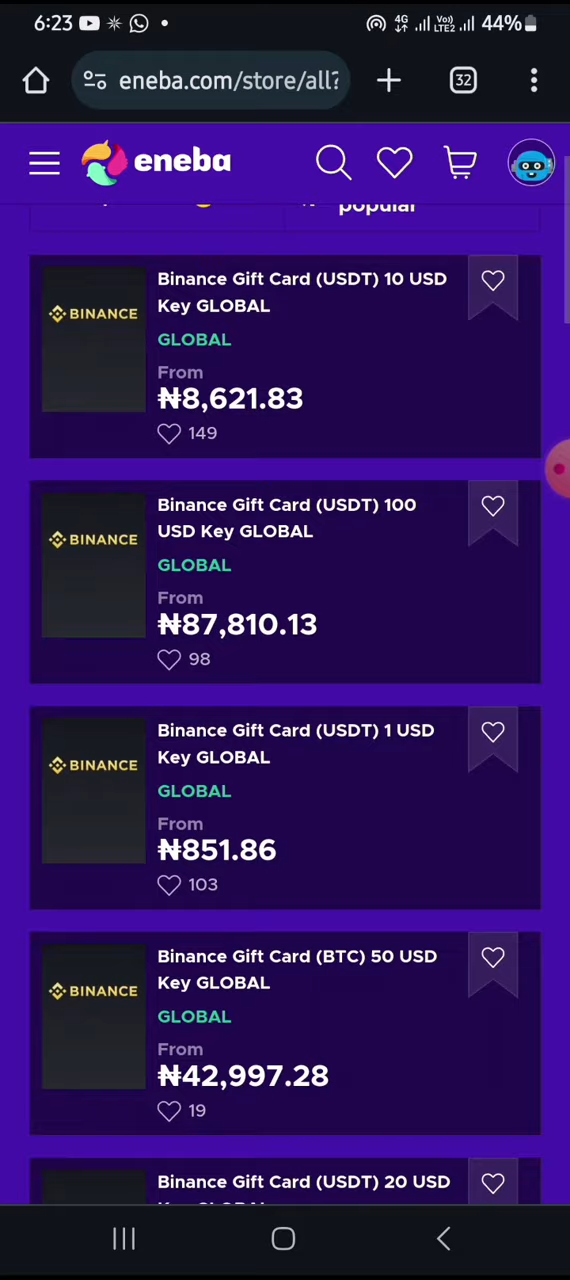 6:23
4G Vo)) LTE2 44%
eneba.com/store/all?
32
eneba
popular
BINANCE
Binance Gift Card (USDT) 10 USD
Key GLOBAL
GLOBAL
From
₦8,621.83
149
BINANCE
Binance Gift Card (USDT) 100
USD Key GLOBAL
GLOBAL
From
₦87,810.13
98
BINANCE
Binance Gift Card (USDT) 1 USD
Key GLOBAL
GLOBAL
From
₦851.86
103
BINANCE
Binance Gift Card (BTC) 50 USD
Key GLOBAL
GLOBAL
From
₦42,997.28
19
Binance Gift Card (USDT) 20 USD